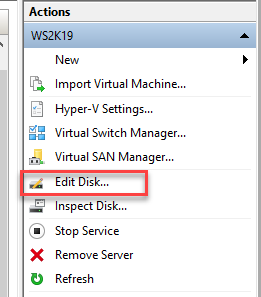 Actions
WS2K19
New
Import Virtual Machine...
Hyper-V Settings...
Virtual Switch Manager...
Virtual SAN Manager...
Edit Disk...
Inspect Disk...
Stop Service
Remove Server
Refresh